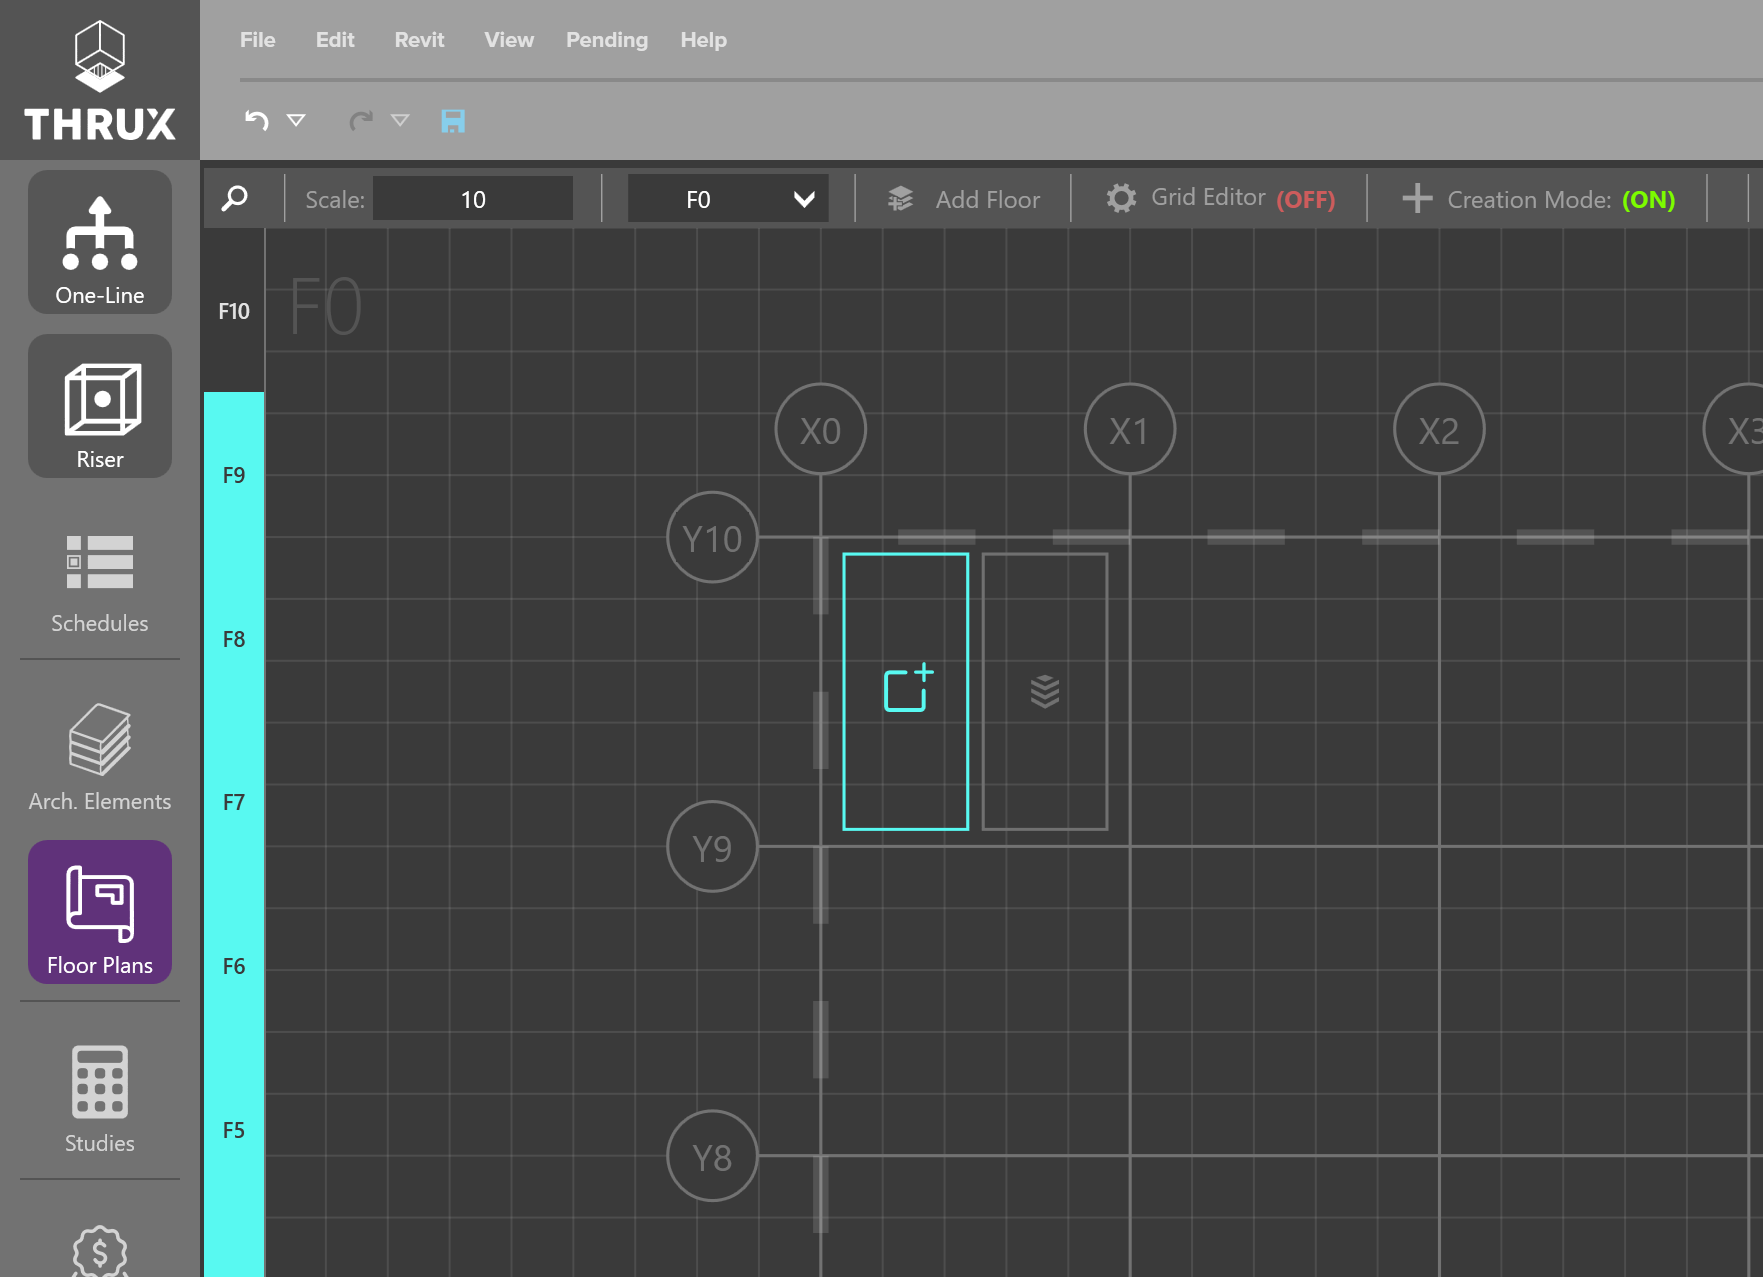 THRUX
File Edit Revit View Pending Help
Scale: 10 F0 Add Floor Grid Editor (OFF) Creation Mode: (ON)
One-Line
Riser
Schedules
Arch. Elements
Floor Plans
Studies
F10
F9
F8
F7
F6
F5
F0
X0 X1 X2 X3
Y10
Y9
Y8